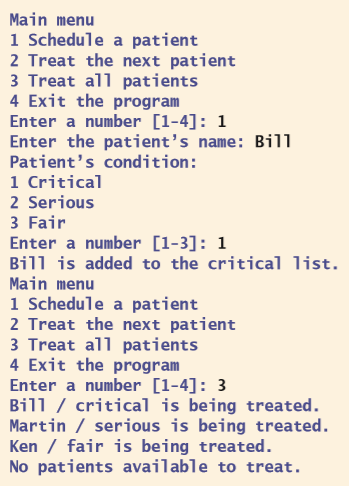 Main menu
1 Schedule a patient
2 Treat the next patient
3 Treat all patients
4 Exit the program
Enter a number [1-4]: 1
Enter the patient’s name: Bill
Patient’s condition:
1 Critical
2 Serious
3 Fair
Enter a number [1-3]: 1
Bill is added to the critical list.
Main menu
1 Schedule a patient
2 Treat the next patient
3 Treat all patients
4 Exit the program
Enter a number [1-4]: 3
Bill / critical is being treated.
Martin / serious is being treated.
Ken / fair is being treated.
No patients available to treat.